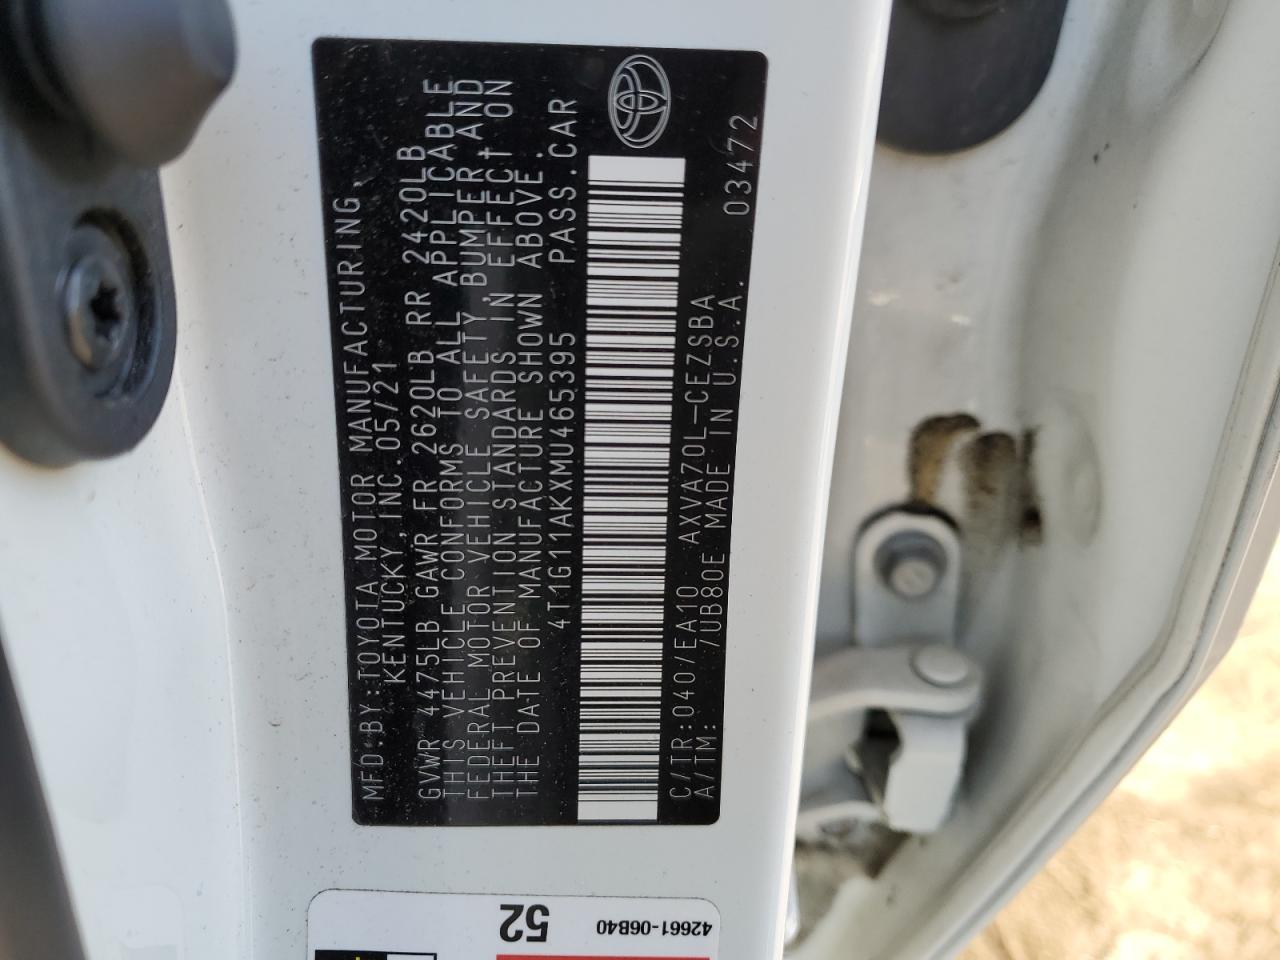 MFD.BY:TOYOTA MOTOR MANUFACTURING,
KENTUCKY,INC.05/21
GVWR 4475LB GAWR FR 2620LB RR 2420LB
THIS VEHICLE CONFORMS TO ALL APPLICABLE
FEDERAL MOTOR VEHICLE SAFETY, BUMPER, AND
THEFT PREVENTION STANDARDS IN EFFECT ON
THE DATE OF MANUFACTURE SHOWN ABOVE.
4T1G11AKXMU465395 PASS.CAR
C/TR:040/EA10 AXVA70L-CEZSBA 03472
A/TM: /UB80E MADE IN U.S.A.
52
42661-06B40